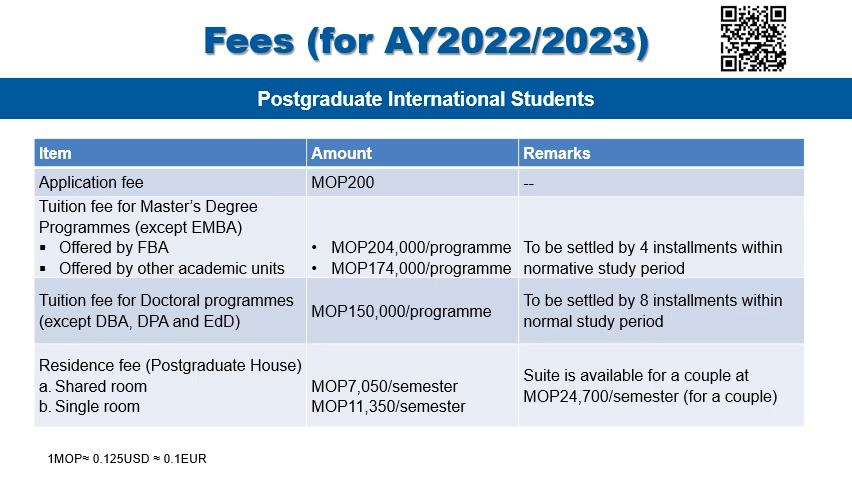 Fees (for AY2022/2023)
Postgraduate International Students
Item Amount Remarks
Application fee MOP200 --
Tuition fee for Master's Degree
Programmes (except EMBA)
▪ Offered by FBA • MOP204,000/programme To be settled by 4 installments within
▪ Offered by other academic units • MOP174,000/programme normative study period
Tuition fee for Doctoral programmes
(except DBA, DPA and EdD)
MOP150,000/programme
To be settled by 8 installments within
normal study period
Residence fee (Postgraduate House)
a. Shared room
b. Single room
MOP7,050/semester
MOP11,350/semester
Suite is available for a couple at
MOP24,700/semester (for a couple)
1MOP≈ 0.125USD ≈ 0.1EUR